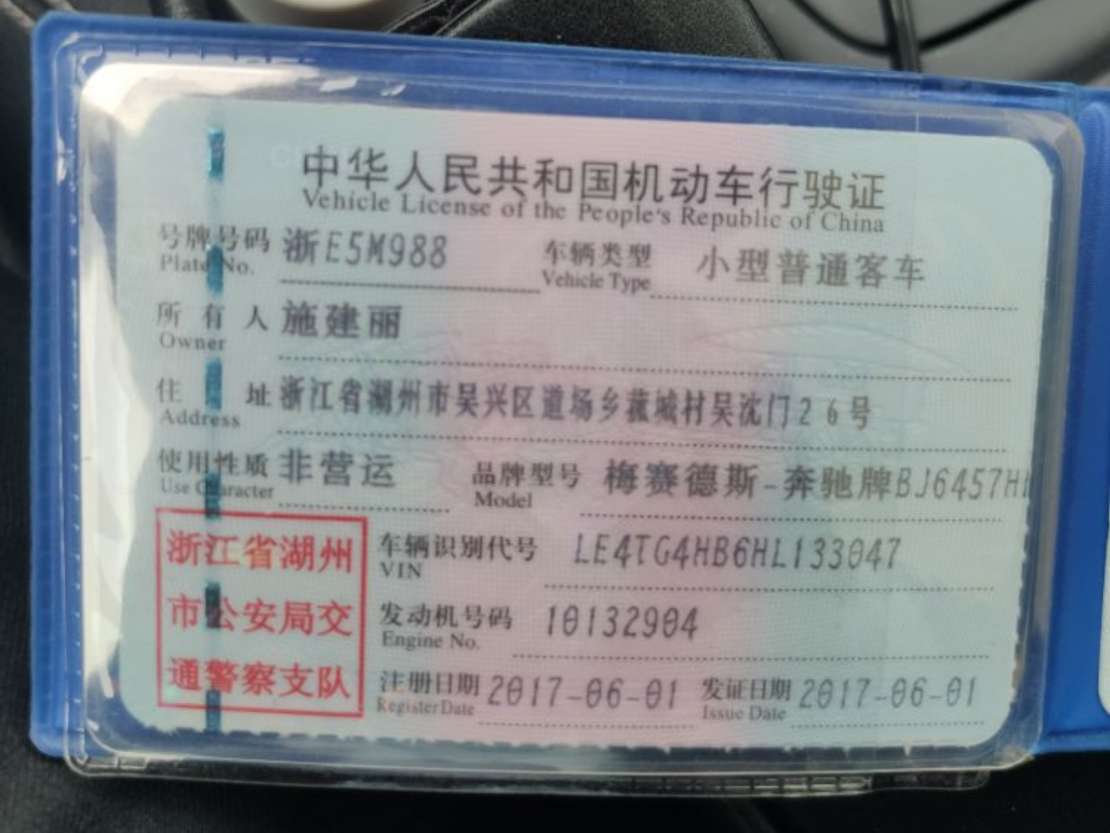 中华人民共和国机动车行驶证
Vehicle License of the People's Republic of China
号牌号码 浙E5M988 车辆类型 小型普通客车
Plate No. Vehicle Type
所有人 施建丽
Owner
住址 浙江省湖州市吴兴区道场乡菰城村吴沈门26号
Address
使用性质 非营运 品牌型号 梅赛德斯-奔驰牌BJ6457H
Use Character Model
浙江省湖州
市公安局交
通警察支队
车辆识别代号 LE4TG4HB6HL133047
VIN
发动机号码 10132904
Engine No.
注册日期 2017-06-01 发证日期 2017-06-01
Register Date Issue Date